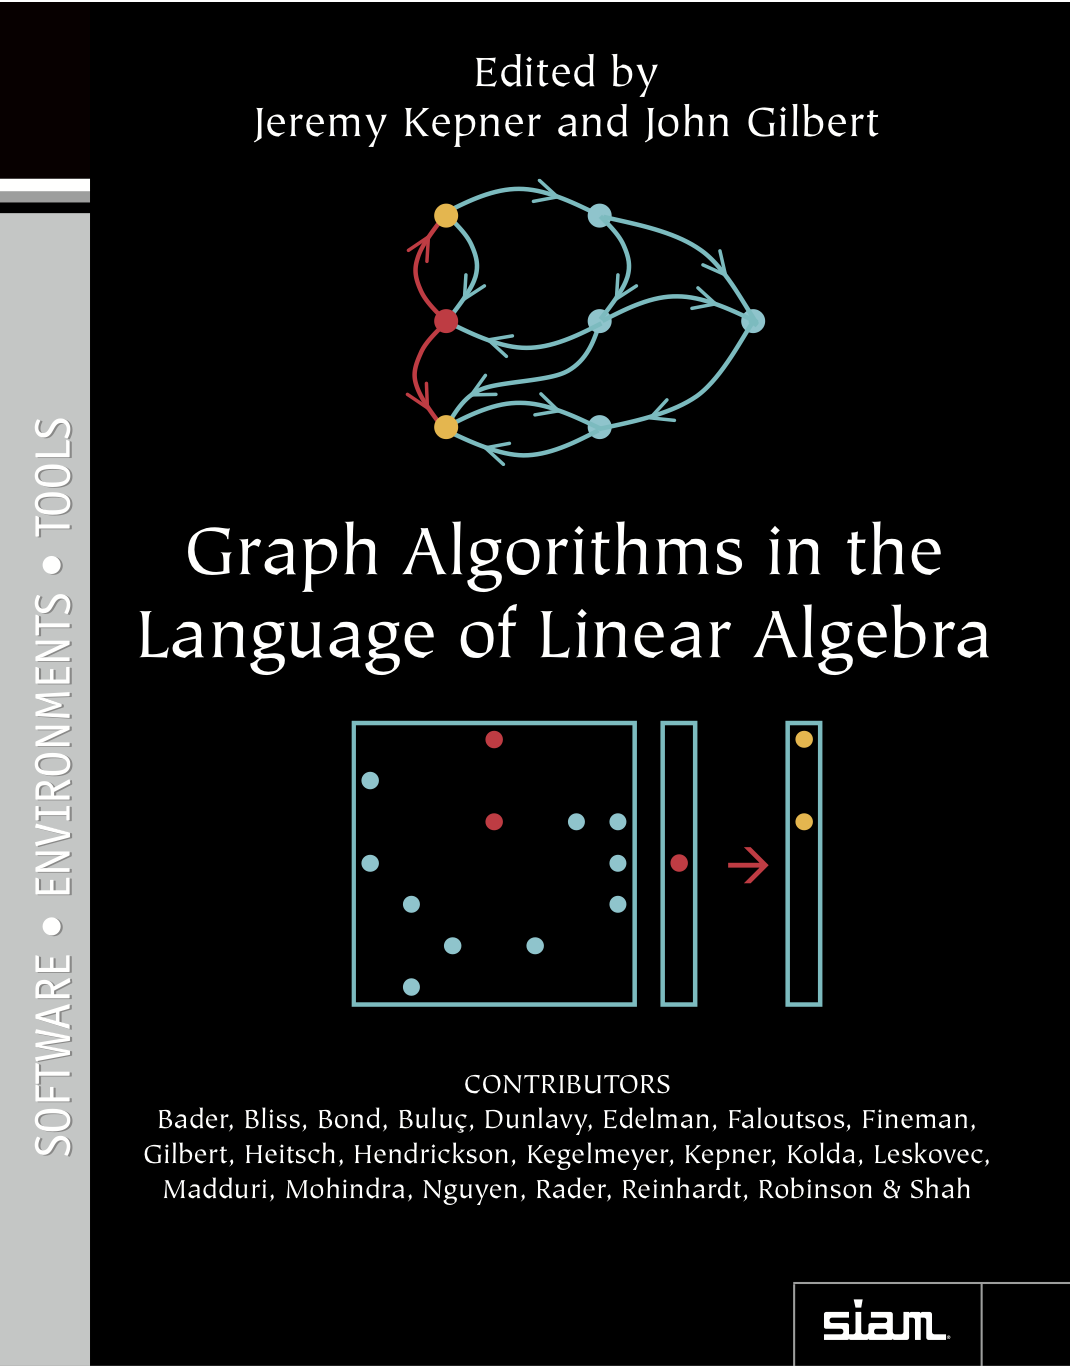 Edited by
Jeremy Kepner and John Gilbert
Graph Algorithms in the
Language of Linear Algebra
SOFTWARE • ENVIRONMENTS • TOOLS
CONTRIBUTORS
Bader, Bliss, Bond, Buluç, Dunlavy, Edelman, Faloutsos, Fineman,
Gilbert, Heitsch, Hendrickson, Kegelmeyer, Kepner, Kolda, Leskovec,
Madduri, Mohindra, Nguyen, Rader, Reinhardt, Robinson & Shah
siam.